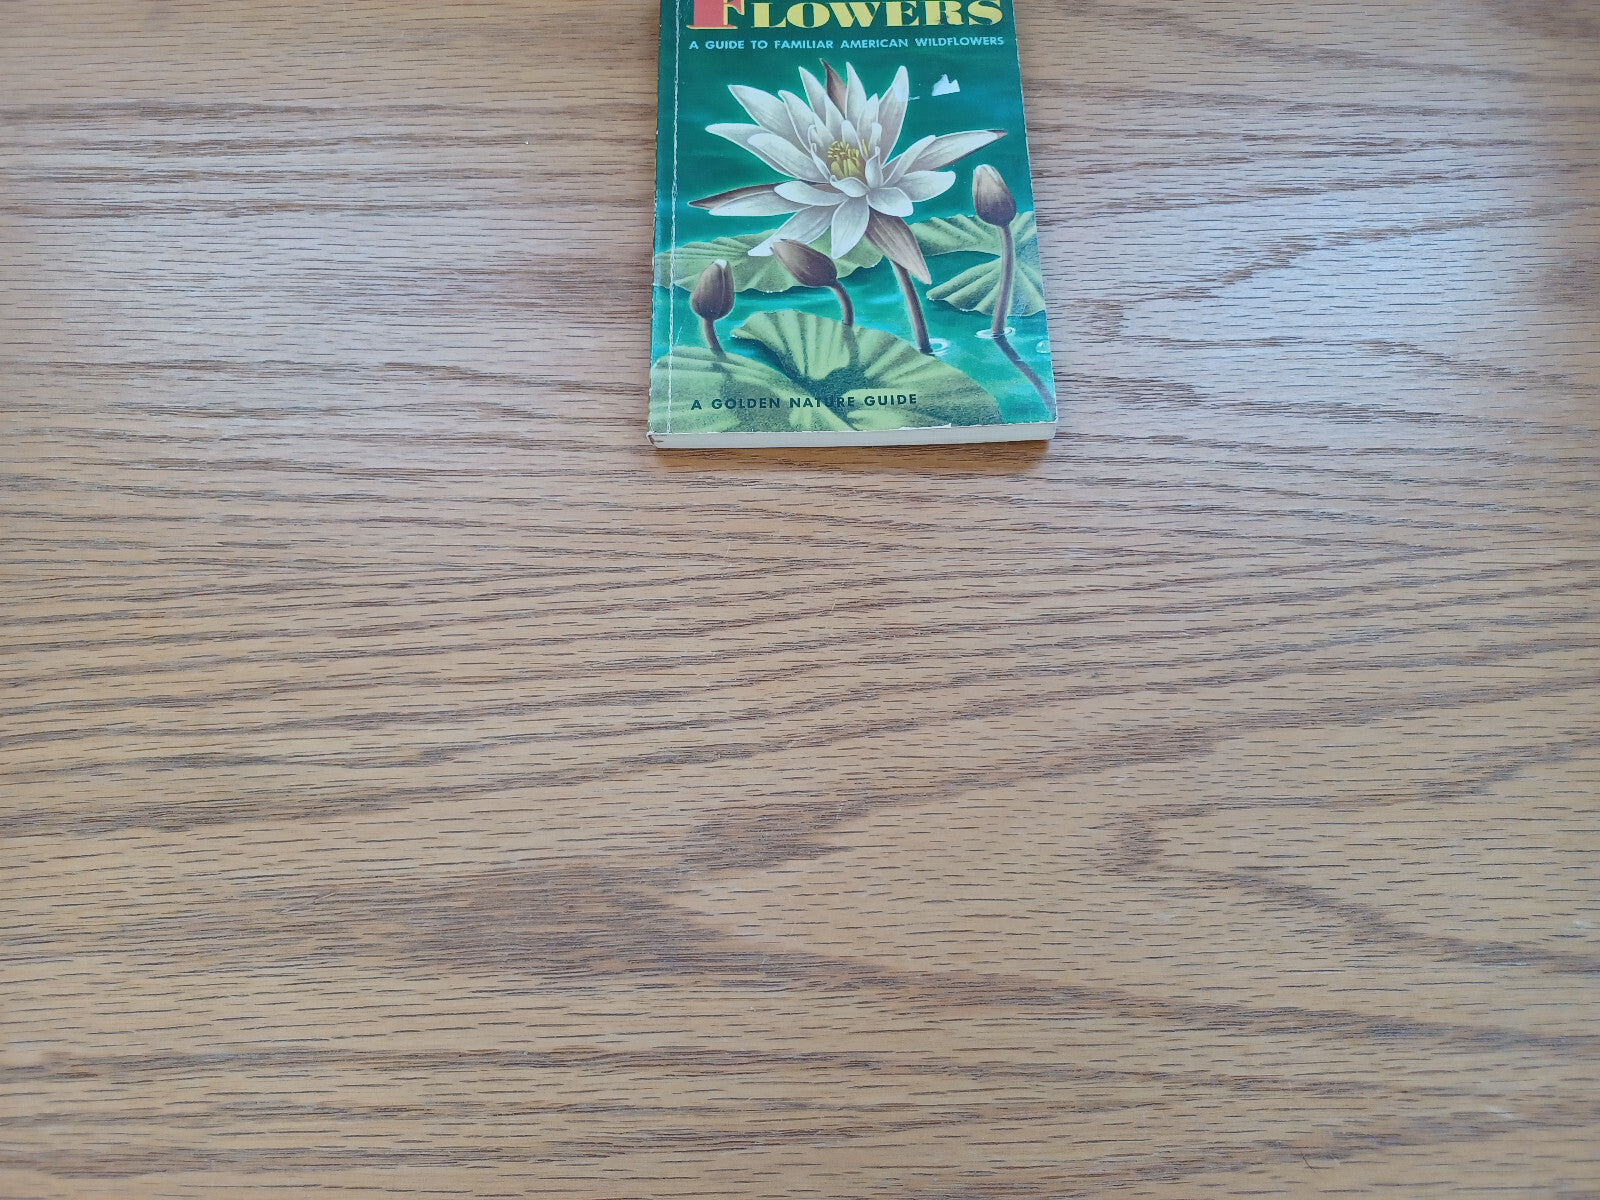 FLOWERS
A GUIDE TO FAMILIAR AMERICAN WILDFLOWERS
A GOLDEN NATURE GUIDE